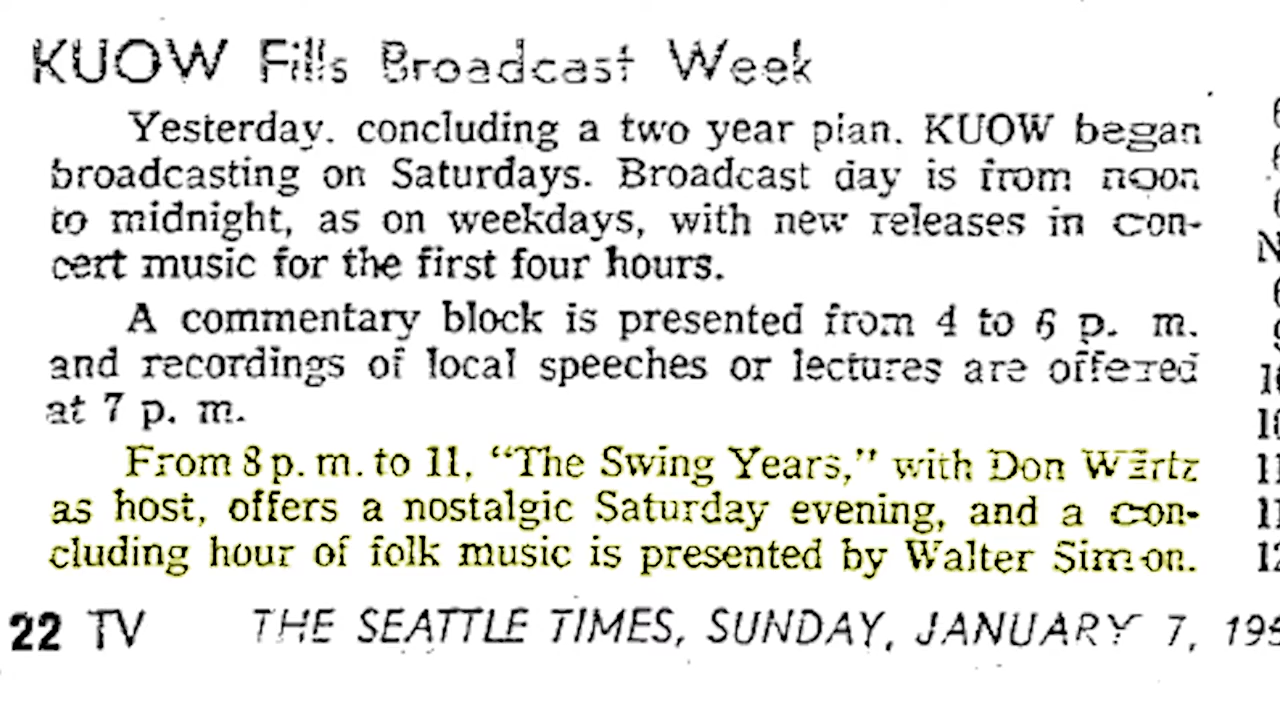 KUOW Fills Broadcast Week
Yesterday. concluding a two year plan. KUOW began
broadcasting on Saturdays. Broadcast day is from noon
to midnight, as on weekdays, with new releases in con-
cert music for the first four hours.
A commentary block is presented from 4 to 6 p. m.
and recordings of local speeches or lectures are offered
at 7 p. m.
From 8 p. m. to 11, "The Swing Years," with Don Wirtz
as host, offers a nostalgic Saturday evening, and a con-
cluding hour of folk music is presented by Walter Simon.
22 TV THE SEATTLE TIMES, SUNDAY, JANUARY 7,